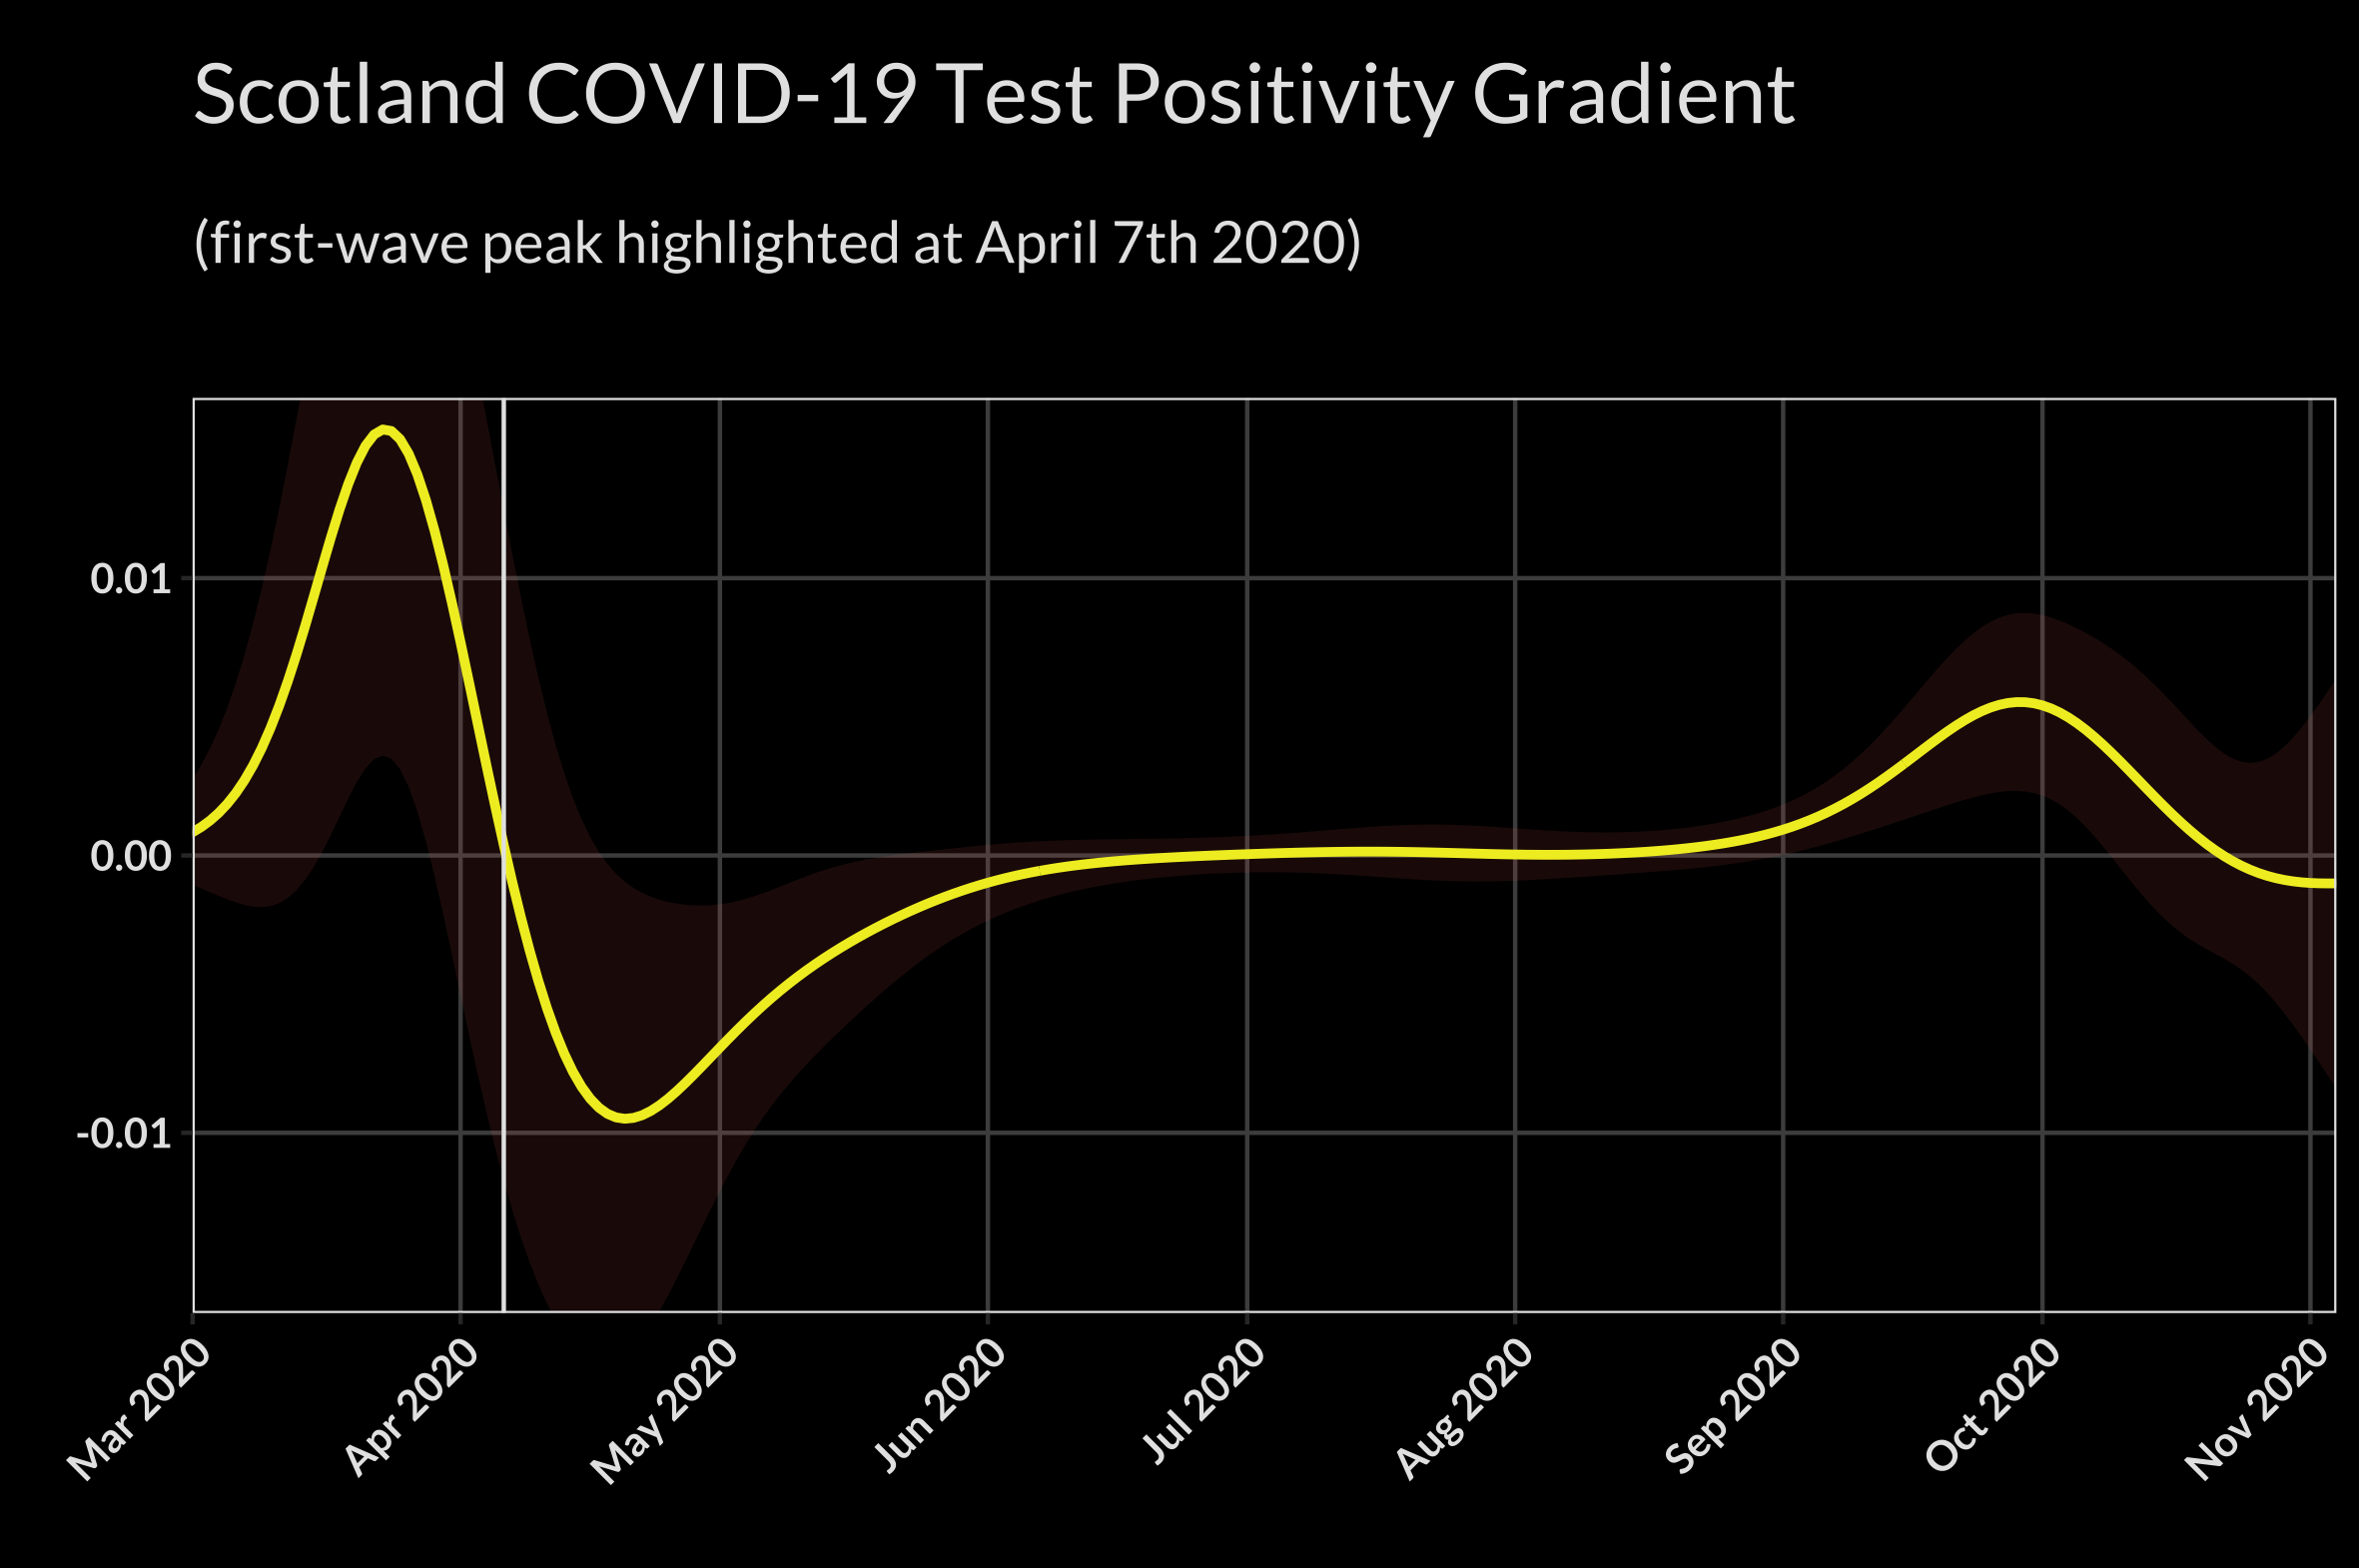 Scotland COVID-19 Test Positivity Gradient
(first-wave peak highlighted at April 7th 2020)
0.01
0.00
-0.01
Mar 2020
Apr 2020
May 2020
Jun 2020
Jul 2020
Aug 2020
Sep 2020
Oct 2020
Nov 2020